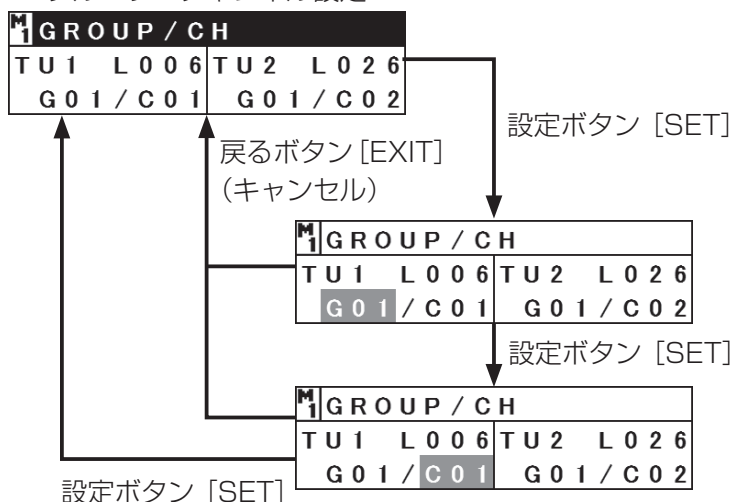 M1 GROUP/CH
TU1 L006 TU2 L026
G01/C01 G01/C02
設定ボタン [SET]
戻るボタン [EXIT]
(キャンセル)
M1 GROUP/CH
TU1 L006 TU2 L026
G01/C01 G01/C02
設定ボタン [SET]
M1 GROUP/CH
TU1 L006 TU2 L026
G01/C01 G01/C02
設定ボタン [SET]